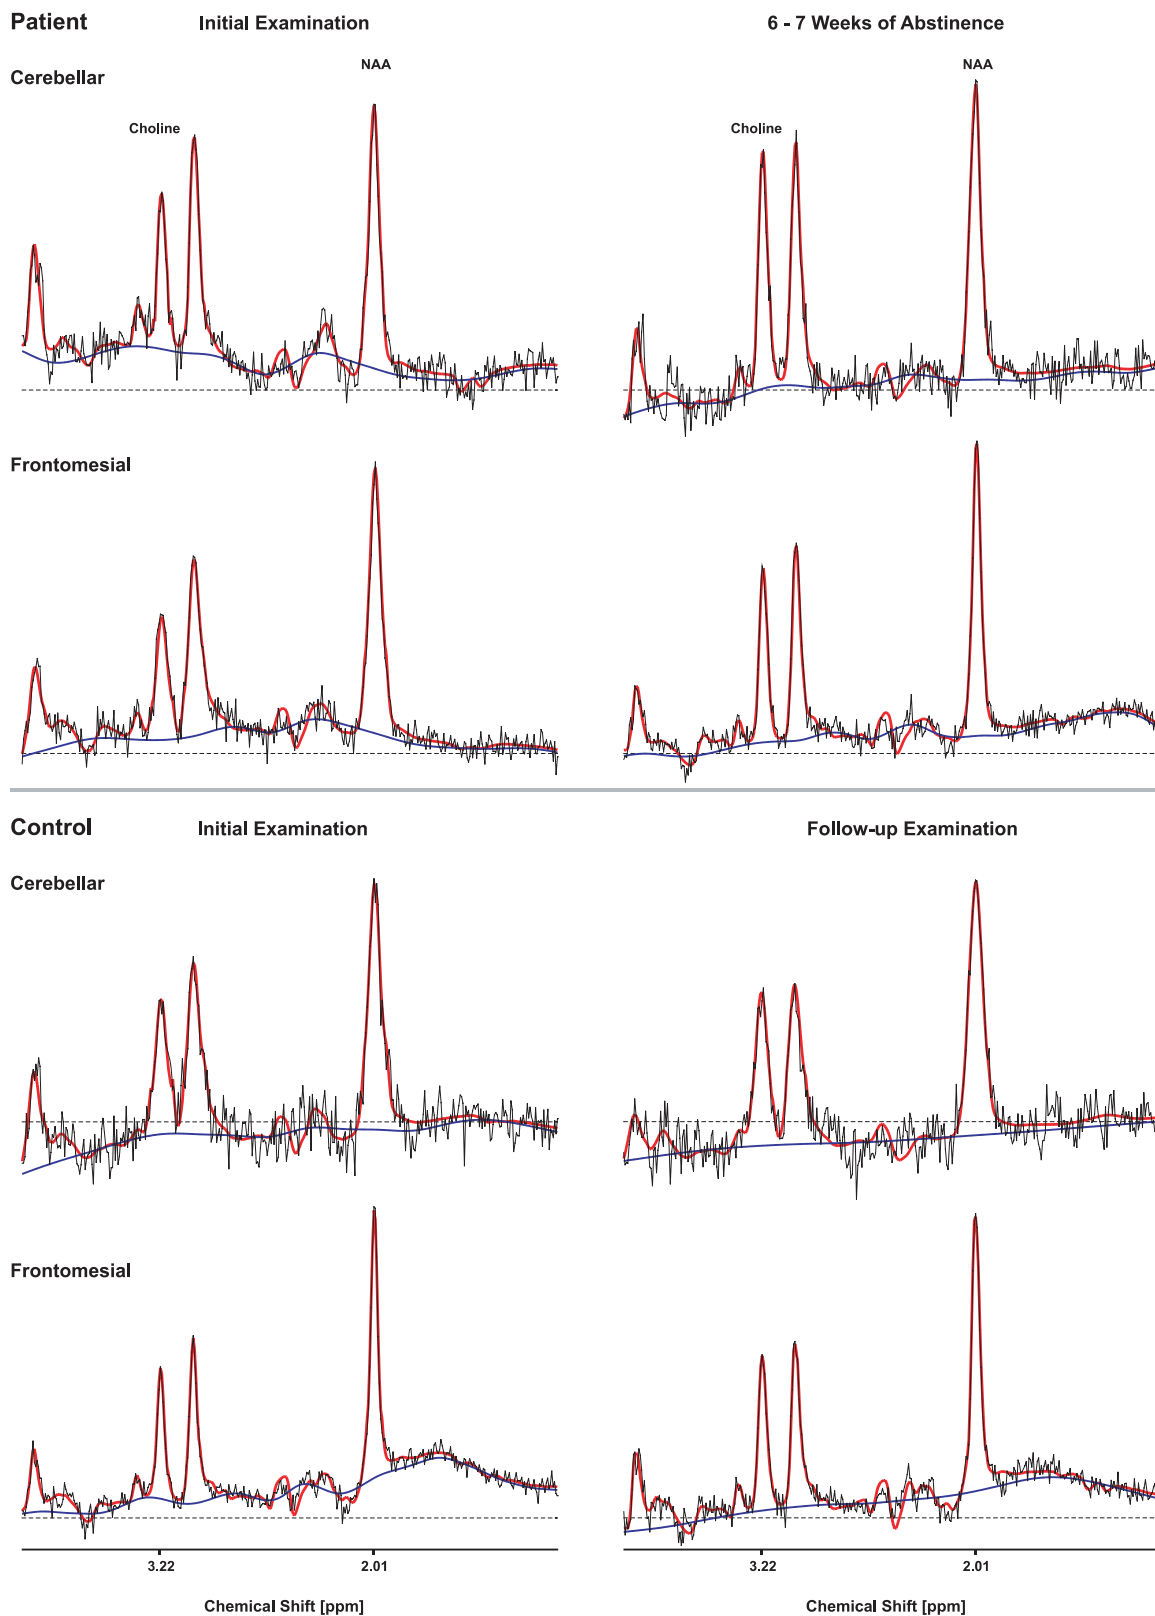 Patient Initial Examination 6 - 7 Weeks of Abstinence
Cerebellar
NAA NAA
Choline Choline
Frontomesial
Control Initial Examination Follow-up Examination
Cerebellar
Frontomesial
3.22 2.01 3.22 2.01
Chemical Shift [ppm] Chemical Shift [ppm]